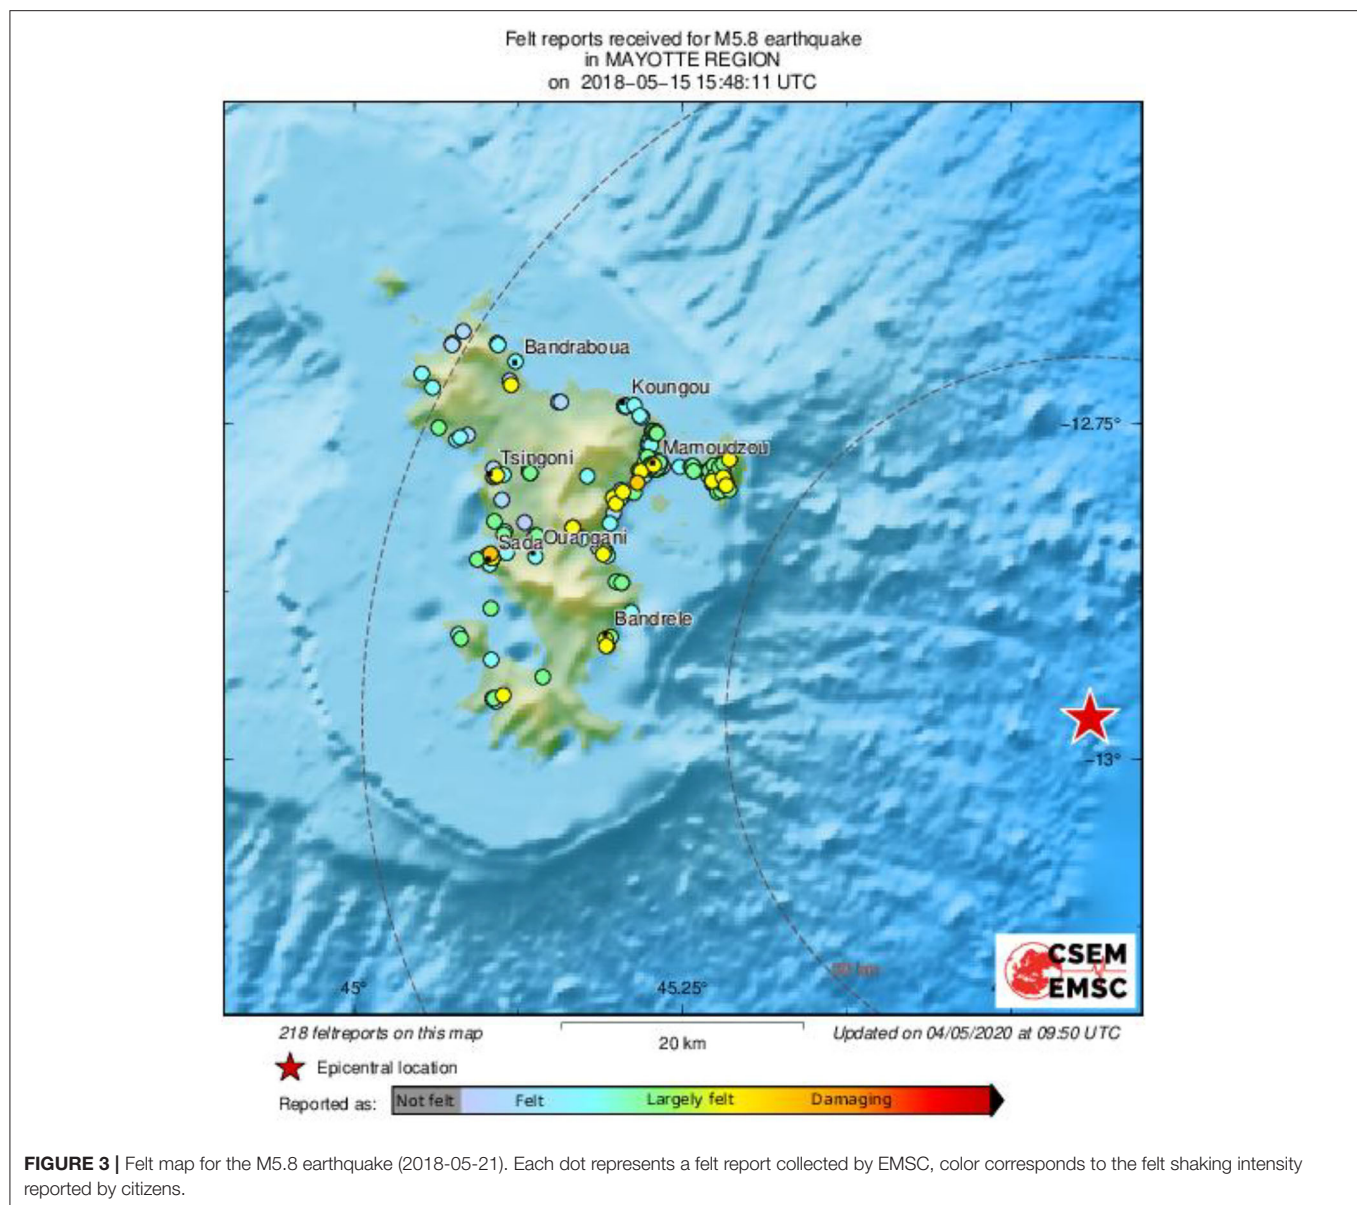 Felt reports received for M5.8 earthquake
in MAYOTTE REGION
on 2018−05−15 15:48:11 UTC
Bandraboua
Koungou
−12.75°
Mamoudzou
Tsingoni
Sada
Ouangani
Bandrele
−13°
45°
45.25°
CSEM
EMSC
218 feltreports on this map
20 km
Updated on 04/05/2020 at 09:50 UTC
Epicentral location
Reported as:
Not felt
Felt
Largely felt
Damaging
FIGURE 3 | Felt map for the M5.8 earthquake (2018-05-21). Each dot represents a felt report collected by EMSC, color corresponds to the felt shaking intensity
reported by citizens.